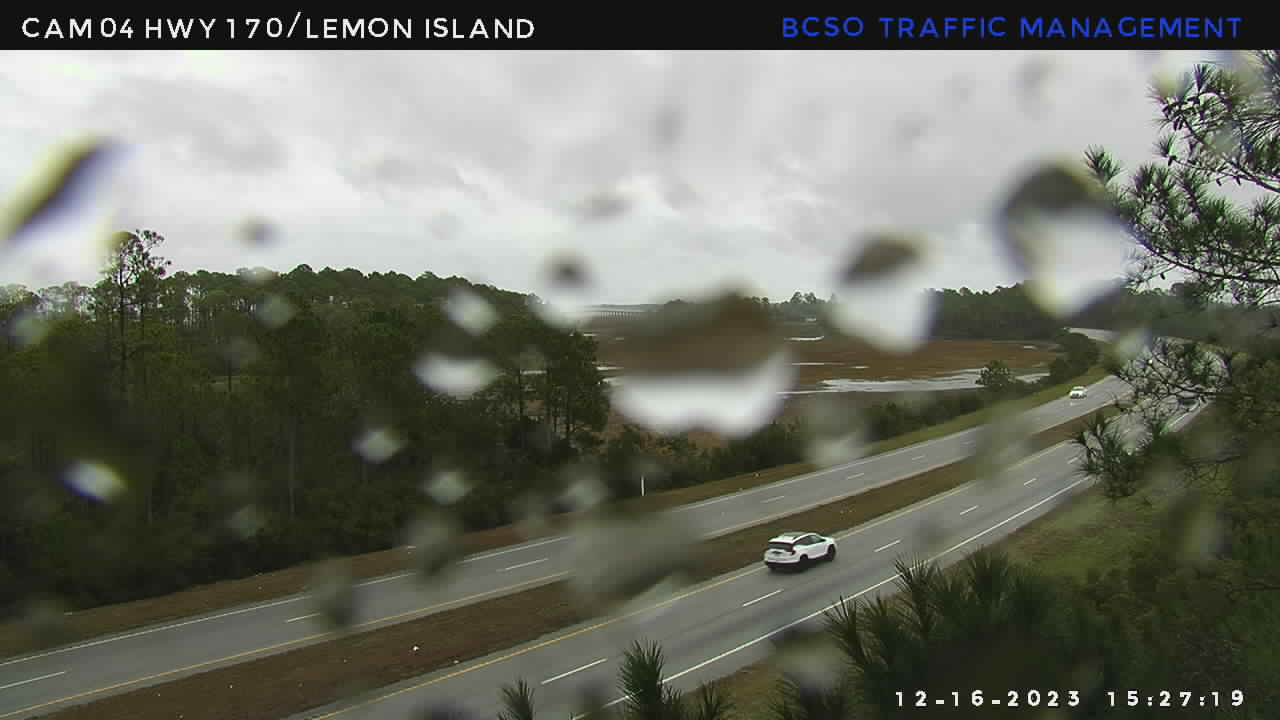 CAM04 HWY 170/LEMON ISLAND
BCSO TRAFFIC MANAGEMENT
12-16-2023 15:27:19